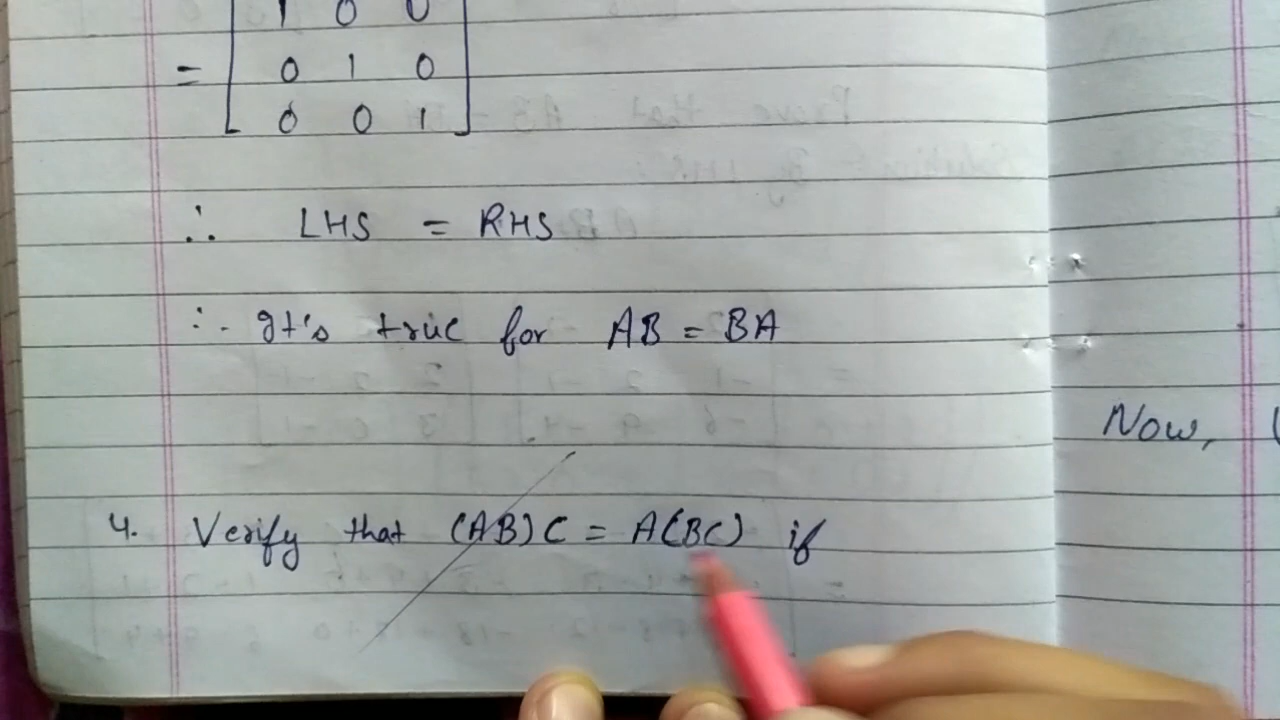 1 0 0
= 0 1 0
0 0 1
∴ LHS = RHS
∴ It's true for AB = BA
Now,
4. Verify that (AB)C = A(BC) if